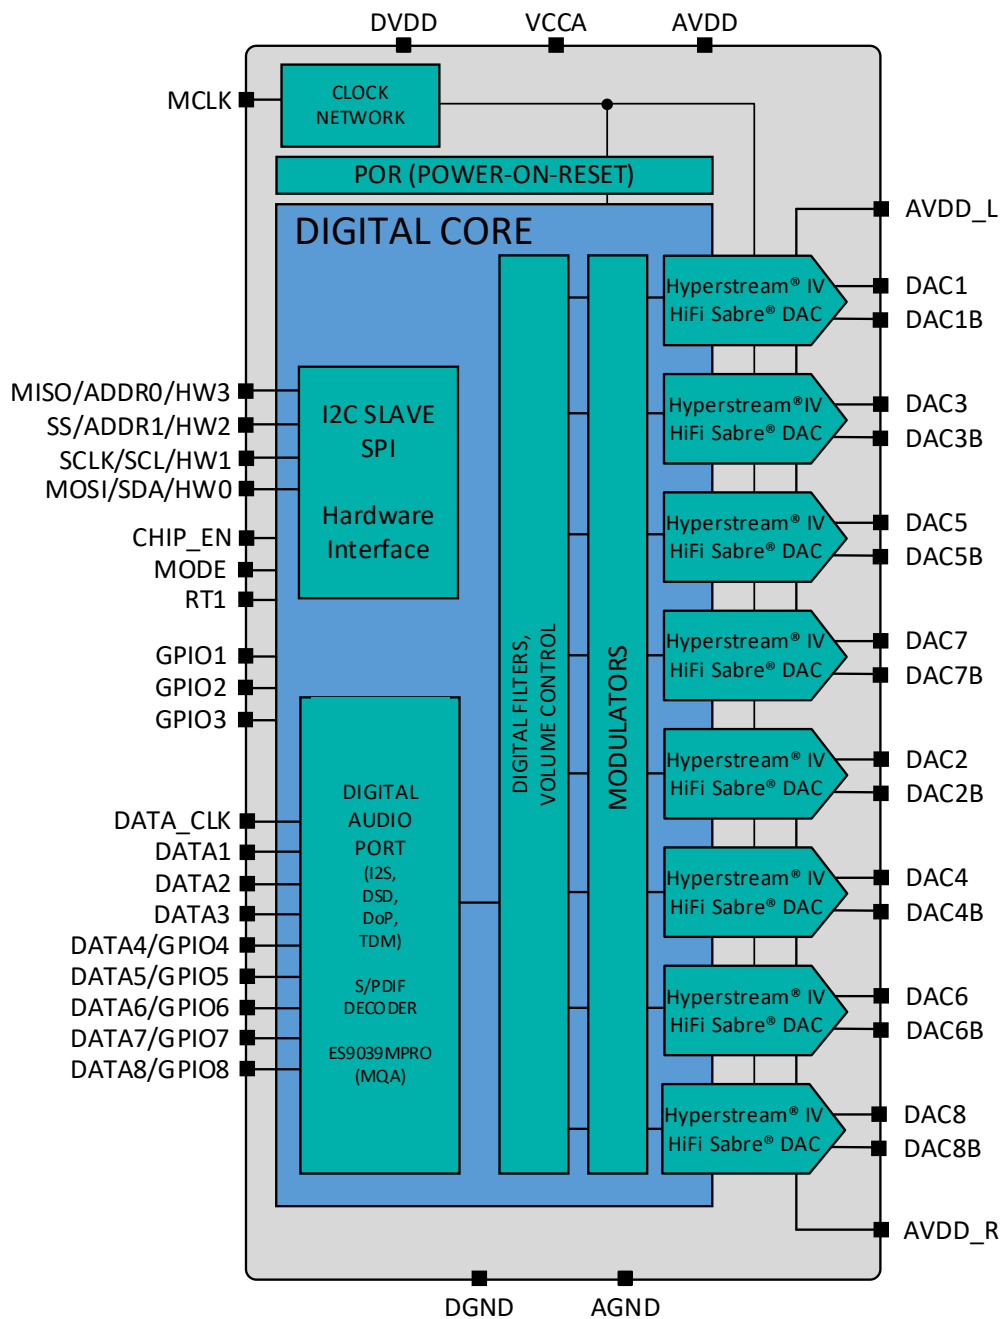 DVDD
VCCA
AVDD
MCLK
CLOCK
NETWORK
POR (POWER-ON-RESET)
DIGITAL CORE
MISO/ADDR0/HW3
SS/ADDR1/HW2
SCLK/SCL/HW1
MOSI/SDA/HW0
CHIP_EN
MODE
RT1
GPIO1
GPIO2
GPIO3
DATA_CLK
DATA1
DATA2
DATA3
DATA4/GPIO4
DATA5/GPIO5
DATA6/GPIO6
DATA7/GPIO7
DATA8/GPIO8
I2C SLAVE
SPI
Hardware
Interface
DIGITAL
AUDIO
PORT
(I2S,
DSD,
DoP,
TDM)
S/PDIF
DECODER
ES9039MPRO
(MQA)
DIGITAL FILTERS,
VOLUME CONTROL
MODULATORS
Hyperstream® IV
HiFi Sabre® DAC
Hyperstream® IV
HiFi Sabre® DAC
Hyperstream® IV
HiFi Sabre® DAC
Hyperstream® IV
HiFi Sabre® DAC
Hyperstream® IV
HiFi Sabre® DAC
Hyperstream® IV
HiFi Sabre® DAC
Hyperstream® IV
HiFi Sabre® DAC
Hyperstream® IV
HiFi Sabre® DAC
AVDD_L
DAC1
DAC1B
DAC3
DAC3B
DAC5
DAC5B
DAC7
DAC7B
DAC2
DAC2B
DAC4
DAC4B
DAC6
DAC6B
DAC8
DAC8B
AVDD_R
DGND
AGND